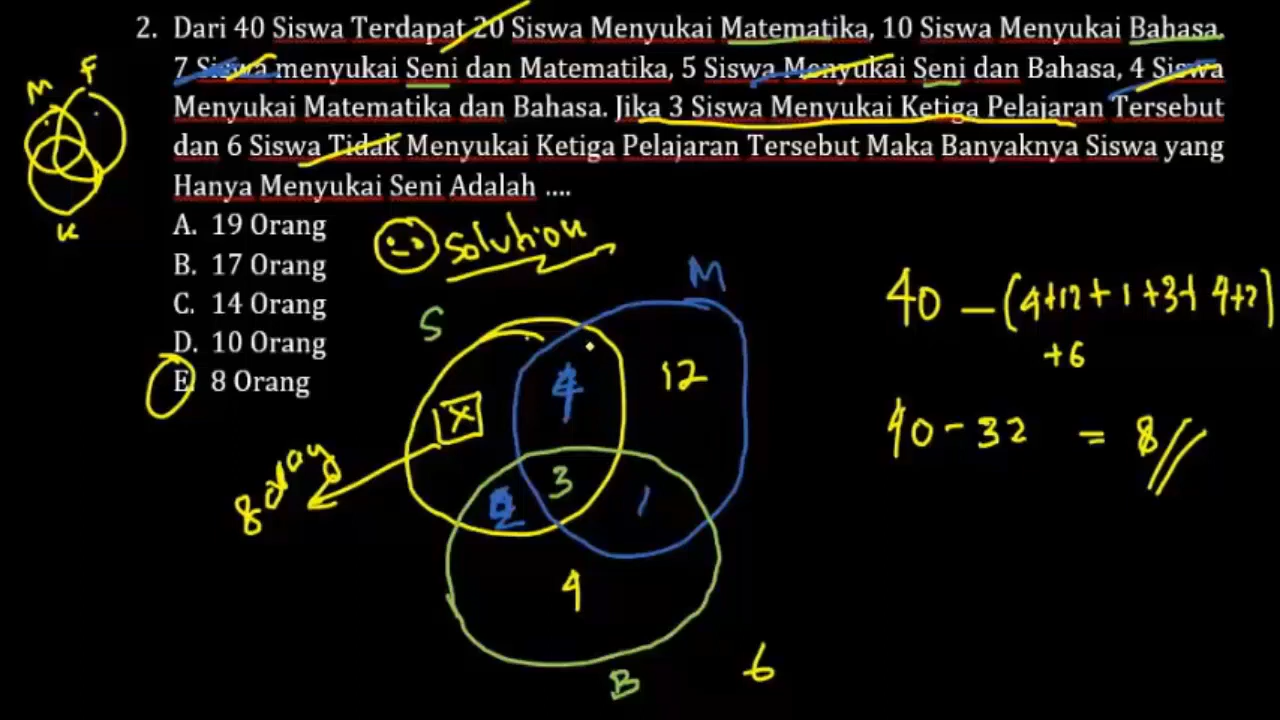 2. Dari 40 Siswa Terdapat 20 Siswa Menyukai Matematika, 10 Siswa Menyukai Bahasa.
7 Siswa menyukai Seni dan Matematika, 5 Siswa Menyukai Seni dan Bahasa, 4 Siswa
Menyukai Matematika dan Bahasa. Jika 3 Siswa Menyukai Ketiga Pelajaran Tersebut
dan 6 Siswa Tidak Menyukai Ketiga Pelajaran Tersebut Maka Banyaknya Siswa yang
Hanya Menyukai Seni Adalah ....
A. 19 Orang
B. 17 Orang
C. 14 Orang
D. 10 Orang
E. 8 Orang
M F
K
Solution
S M
4 12
X
3
2 1
4
B
6
8 orang
40 - (4+12+1+3+4+2)
+6
40-32 = 8